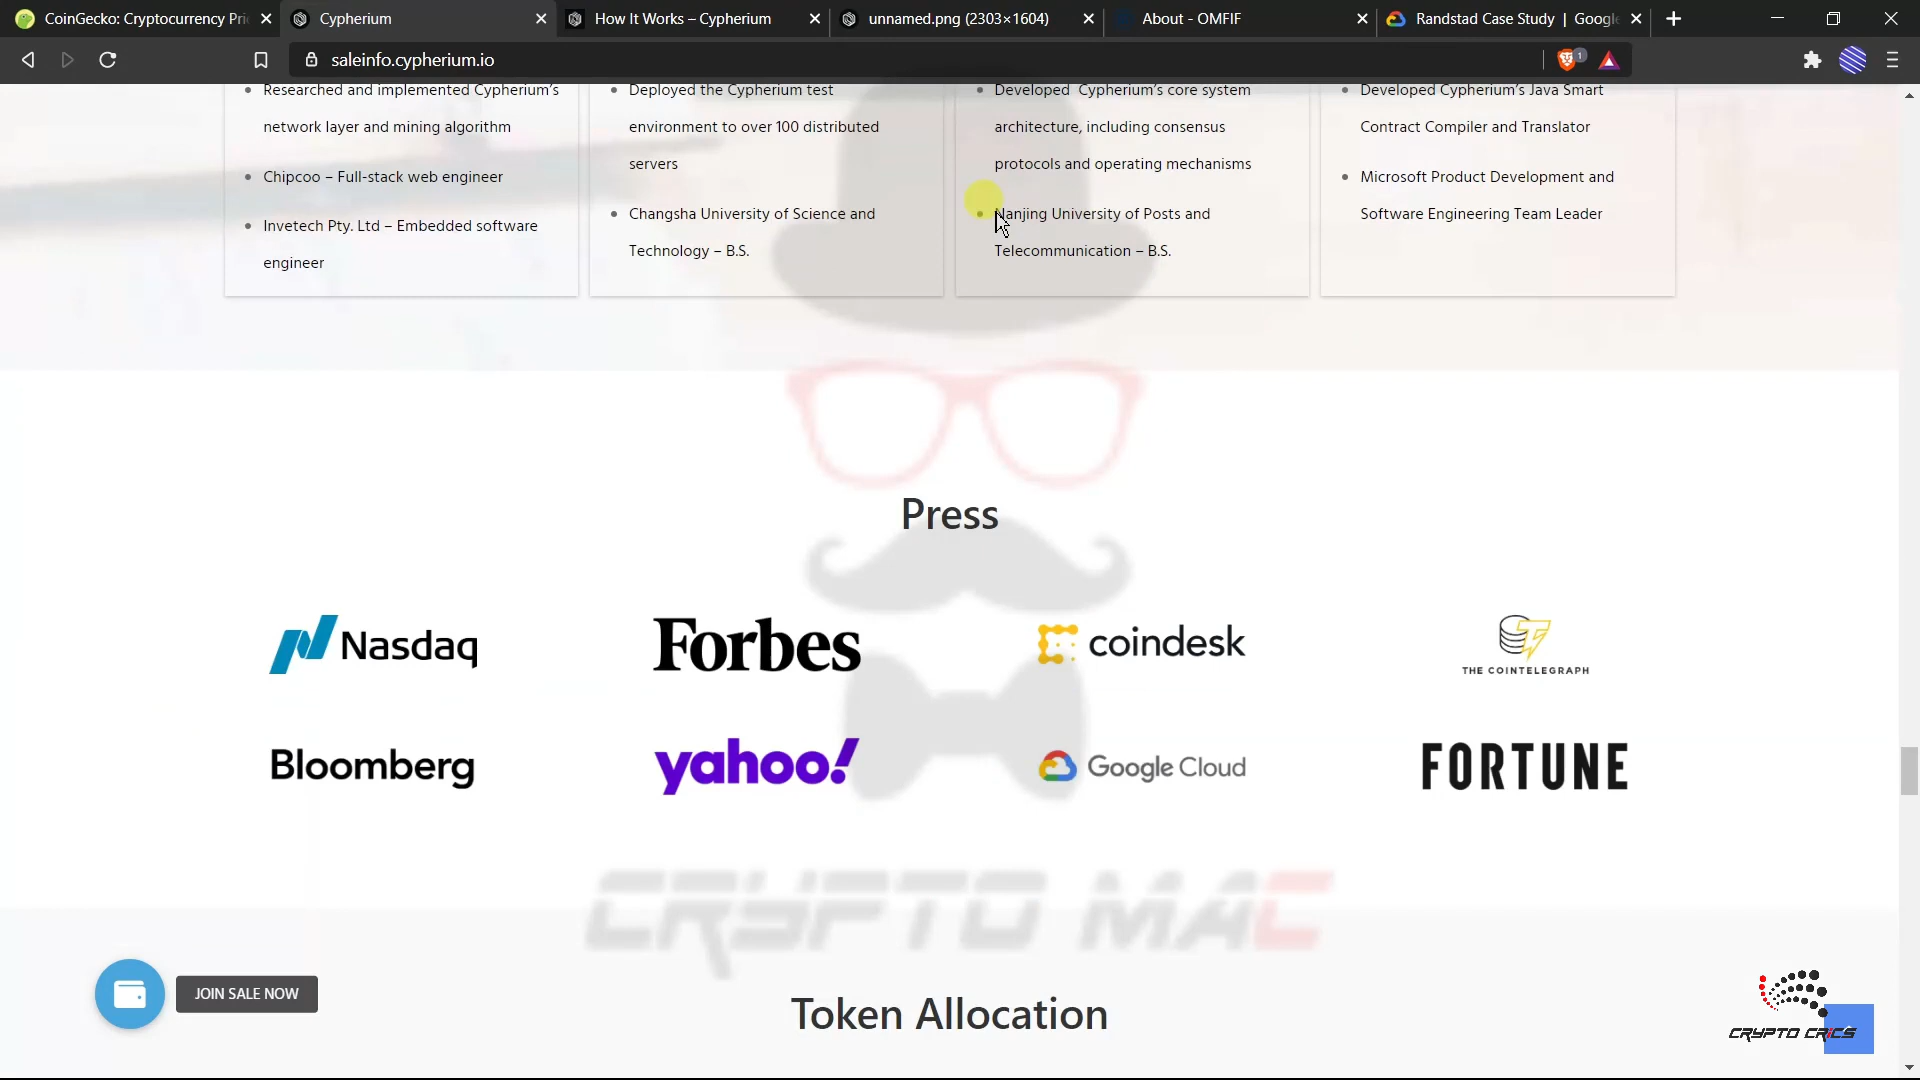 CoinGecko: Cryptocurrency Pri
Cypherium
How It Works – Cypherium
unnamed.png (2303×1604)
About - OMFIF
Randstad Case Study | Google
saleinfo.cypherium.io
1
Researched and implemented Cypherium's
network layer and mining algorithm
Chipcoo – Full-stack web engineer
Invetech Pty. Ltd – Embedded software
engineer
Deployed the Cypherium test
environment to over 100 distributed
servers
Changsha University of Science and
Technology – B.S.
Developed Cypherium's core system
architecture, including consensus
protocols and operating mechanisms
Nanjing University of Posts and
Telecommunication – B.S.
Developed Cypherium's Java Smart
Contract Compiler and Translator
Microsoft Product Development and
Software Engineering Team Leader
Press
Nasdaq
Forbes
coindesk
THE COINTELEGRAPH
Bloomberg
yahoo!
Google Cloud
FORTUNE
CRYPTO MAC
JOIN SALE NOW
Token Allocation
CRYPTO CRICS